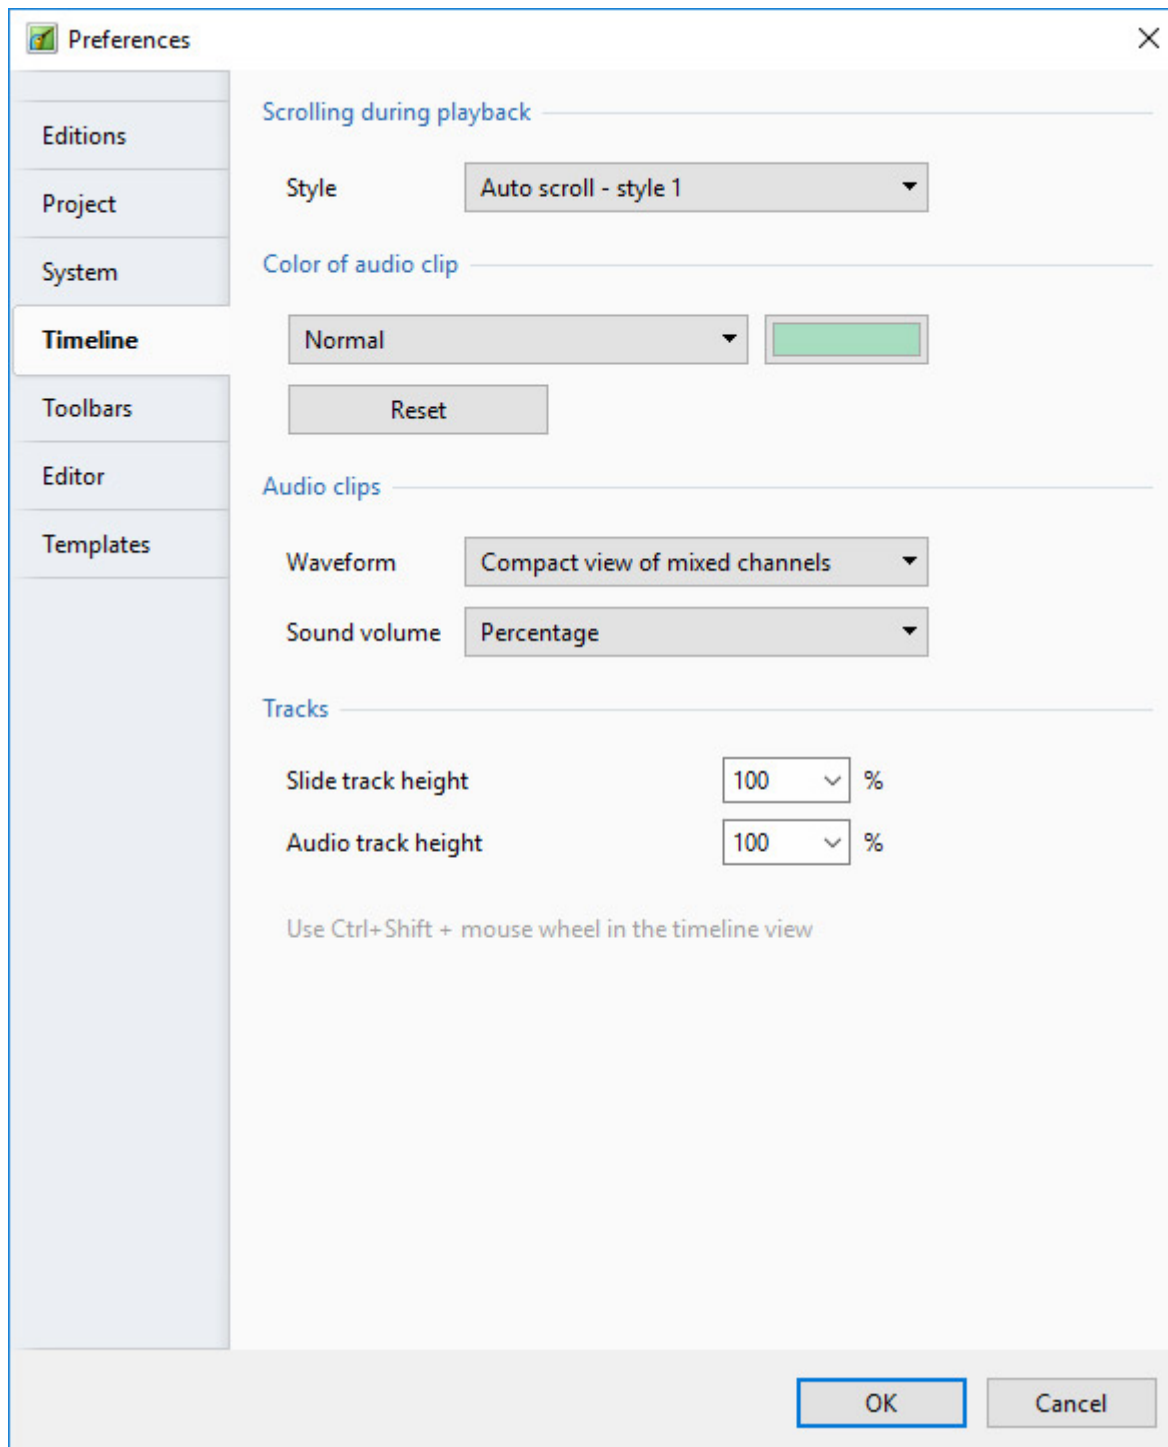 Preferences
Editions
Project
System
Timeline
Toolbars
Editor
Templates
Scrolling during playback
Style Auto scroll - style 1
Color of audio clip
Normal
Reset
Audio clips
Waveform Compact view of mixed channels
Sound volume Percentage
Tracks
Slide track height 100 %
Audio track height 100 %
Use Ctrl+Shift + mouse wheel in the timeline view
OK Cancel